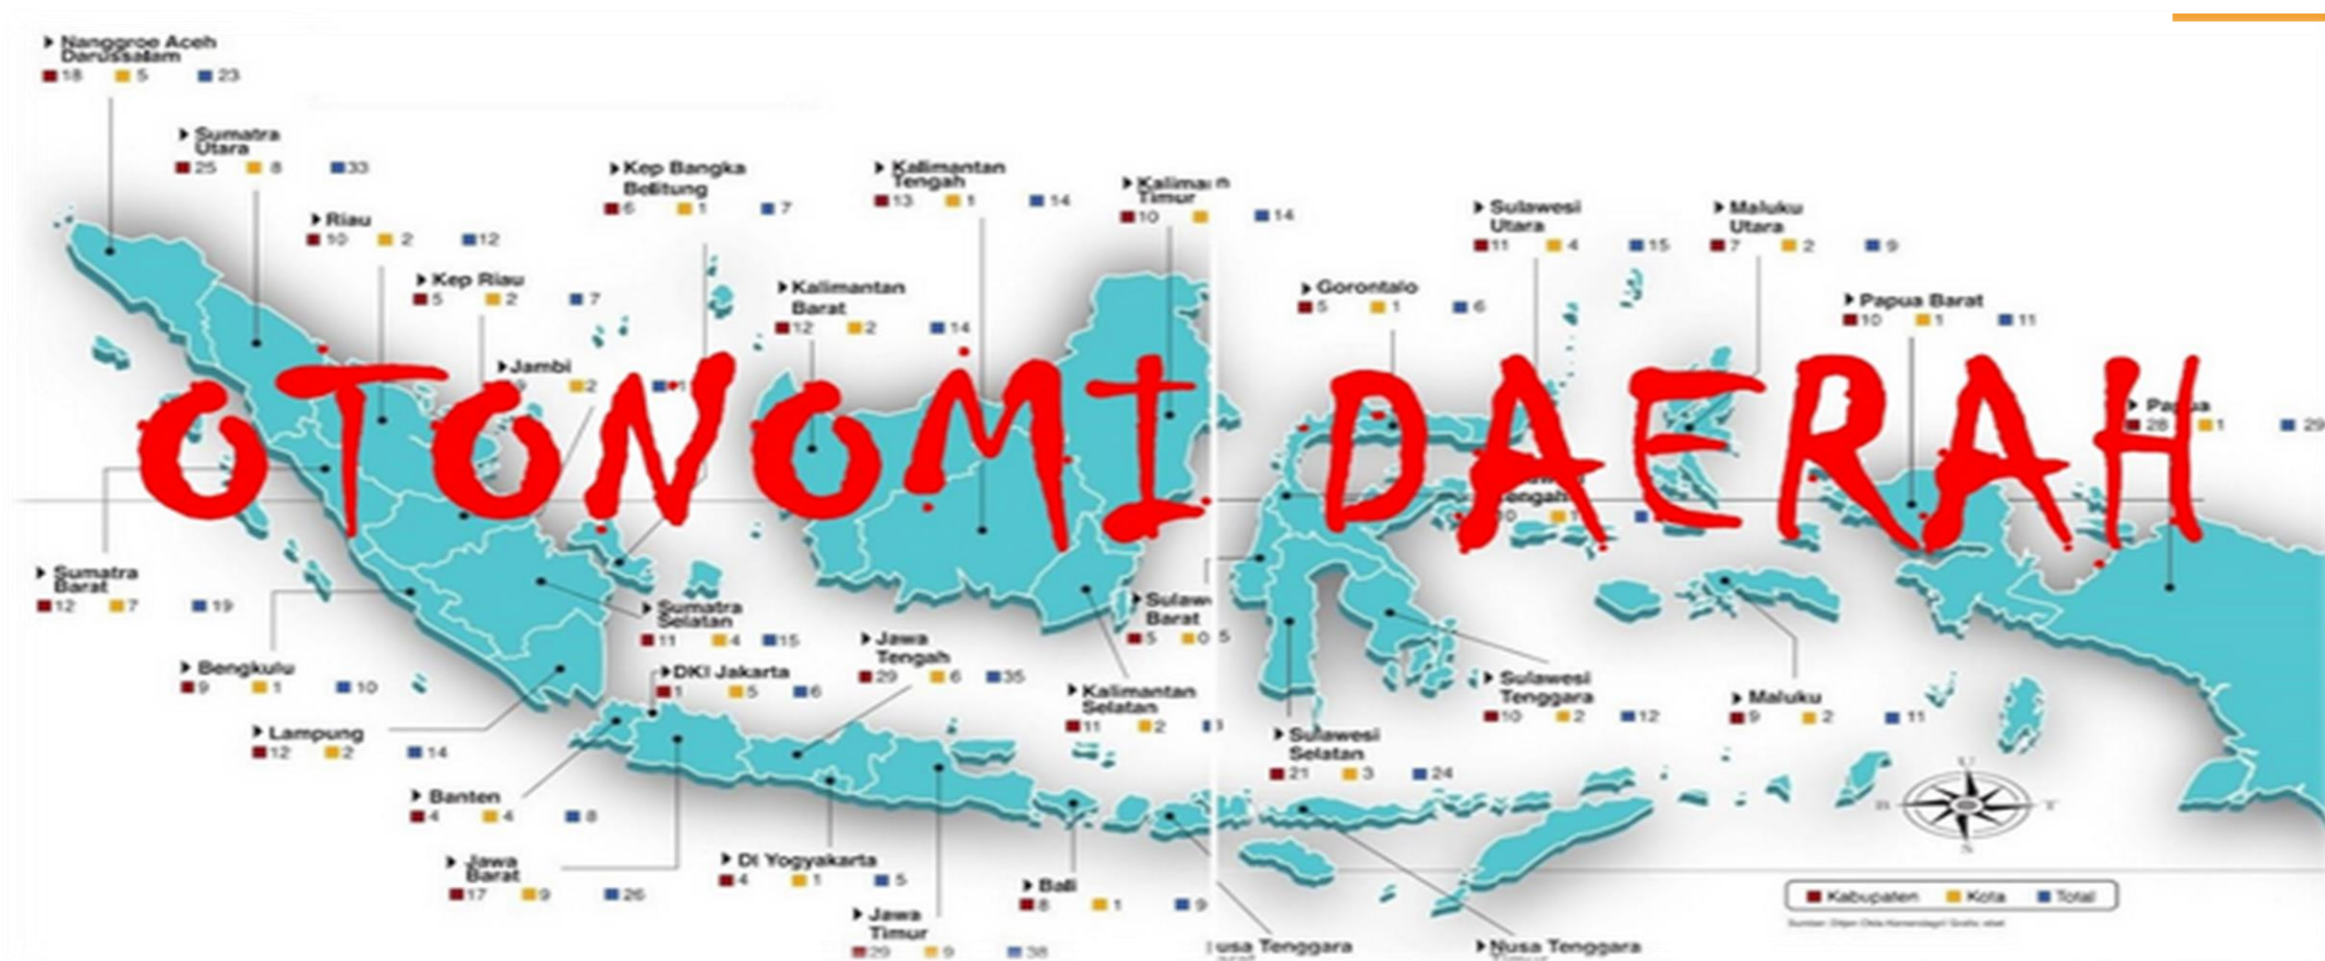 Nanggroe Aceh
Darussalam
18 5 23
Sumatra
Utara
25 8 33
Riau
10 2 12
Kep Riau
5 2 7
Jambi
9 2
Kep Bangka
Belitung
6 1 7
Kalimantan
Barat
12 2 14
Kalimantan
Tengah
13 1 14
Timur
10 14
Gorontalo
5 1 6
Sulawesi
Utara
11 4 15
Maluku
Utara
7 2 9
Papua Barat
10 1 11
Papua
28 1 29
OTONOMI DAERAH
Sumatra
Barat
12 7 19
Bengkulu
9 1 10
Lampung
12 2 14
Banten
4 4 8
Jawa
Barat
17 9 26
Sumatra
Selatan
11 4 15
DKI Jakarta
1 5 6
Jawa
Tengah
29 6 35
DI Yogyakarta
4 1 5
Jawa
Timur
29 9 38
Bali
8 1 9
Kalimantan
Selatan
11 2
Barat
5 0 5
Sulawesi
Selatan
21 3 24
Sulawesi
Tenggara
10 2 12
Maluku
9 2 11
usa Tenggara
Nusa Tenggara
U
B T
S
Kabupaten Kota Total